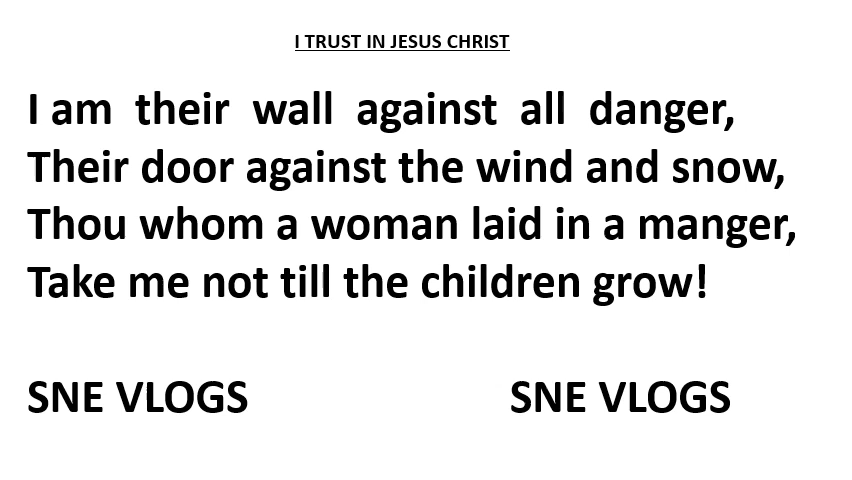 I TRUST IN JESUS CHRIST
I am their wall against all danger,
Their door against the wind and snow,
Thou whom a woman laid in a manger,
Take me not till the children grow!
SNE VLOGS SNE VLOGS